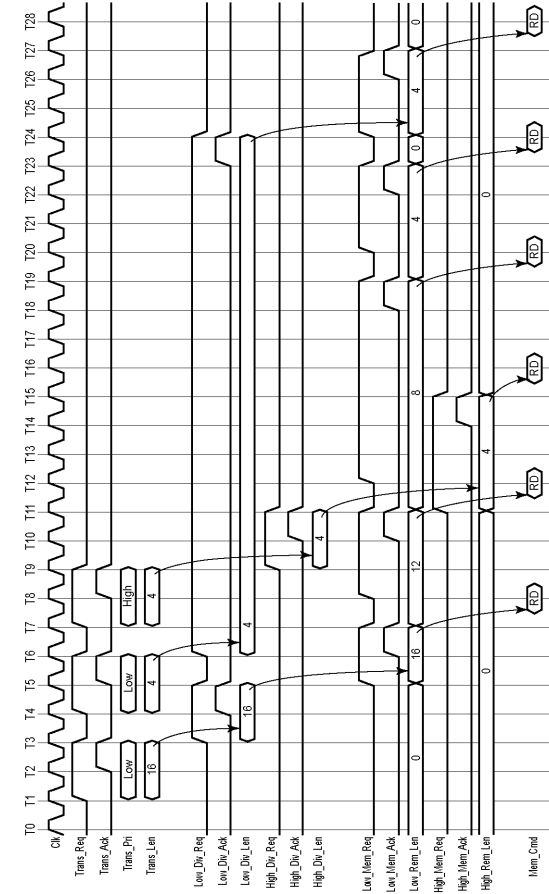 T0 T1 T2 T3 T4 T5 T6 T7 T8 T9 T10 T11 T12 T13 T14 T15 T16 T17 T18 T19 T20 T21 T22 T23 T24 T25 T26 T27 T28
Clk
Trans_Req
Trans_Ack
Trans_Pri Low Low High
Trans_Len 16 4 4
Low_Div_Req
Low_Div_Ack
Low_Div_Len 16 4
High_Div_Req
High_Div_Ack
High_Div_Len 4
Low_Mem_Req
Low_Mem_Ack
Low_Rem_Len 0 16 12 8 4 0 4 0
High_Mem_Req
High_Mem_Ack
High_Rem_Len 0 4 0
Mem_Cmd RD RD RD RD RD RD